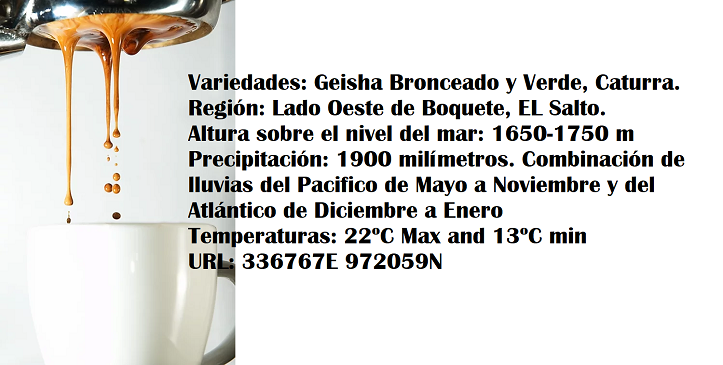 Variedades: Geisha Bronceado y Verde, Caturra.
Región: Lado Oeste de Boquete, EL Salto.
Altura sobre el nivel del mar: 1650-1750 m
Precipitación: 1900 milímetros. Combinación de
lluvias del Pacifico de Mayo a Noviembre y del
Atlántico de Diciembre a Enero
Temperaturas: 22ºC Max and 13ºC min
URL: 336767E 972059N